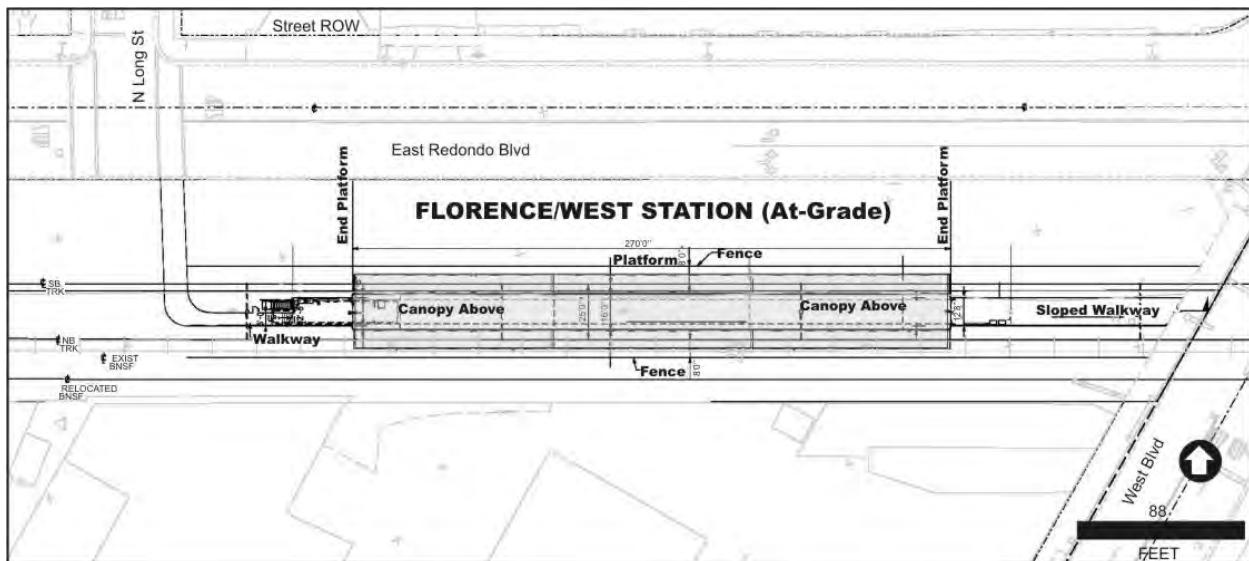 Street ROW
N Long St
East Redondo Blvd
End Platform
End Platform
FLORENCE/WEST STATION (At-Grade)
270'0"
8'0"
Fence
Platform
SB
TRK
Canopy Above
25'0"
16'0"
Canopy Above
12'8"
Sloped Walkway
Walkway
NB
TRK
EXIST
BNSF
Fence
8'0"
RELOCATED
BNSF
West Blvd
88
FEET